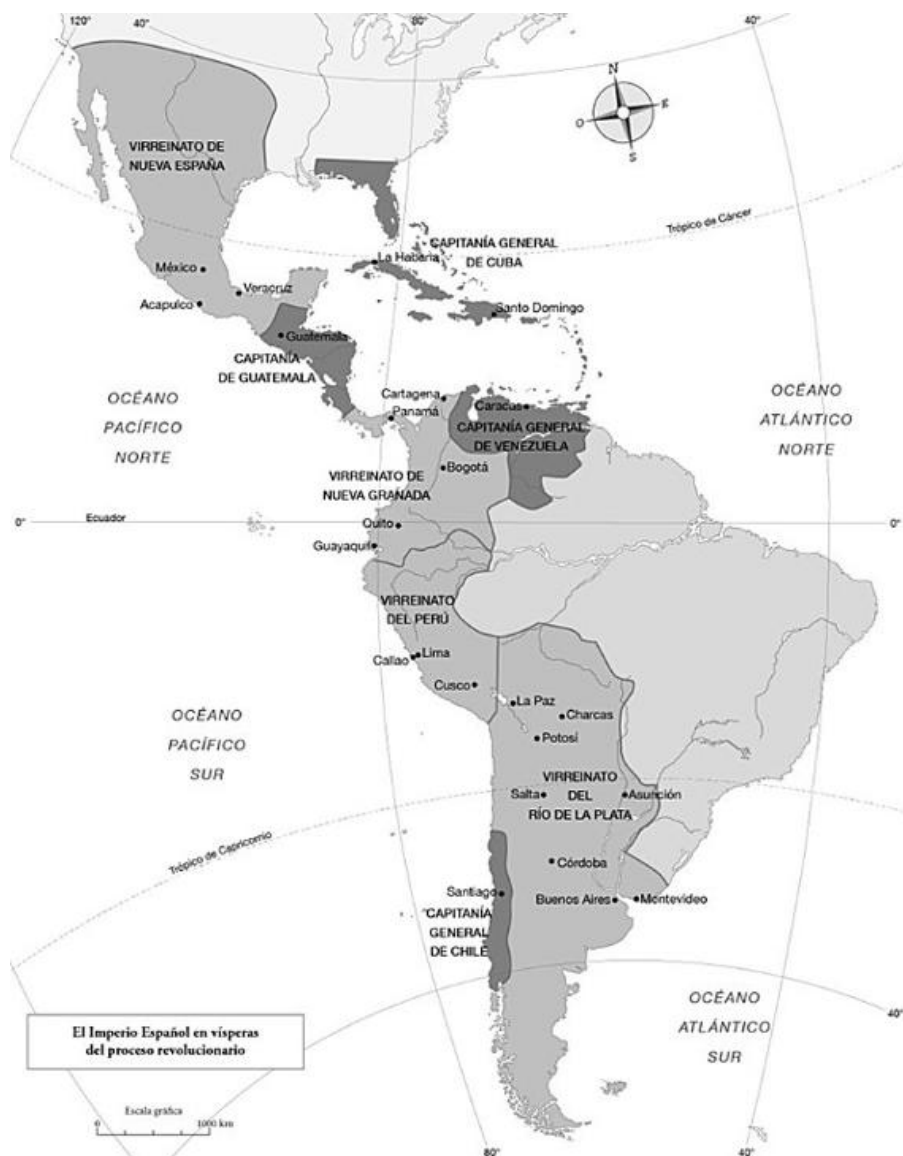 120°
40°
80°
40°
N
E
O
S
VIRREINATO DE
NUEVA ESPAÑA
Trópico de Cáncer
CAPITANÍA GENERAL
DE CUBA
La Habana
México
Veracruz
Acapulco
Santo Domingo
Guatemala
CAPITANÍA
DE GUATEMALA
OCÉANO
PACÍFICO
NORTE
OCÉANO
ATLÁNTICO
NORTE
Cartagena
Panamá
Caracas
CAPITANÍA GENERAL
DE VENEZUELA
Bogotá
VIRREINATO DE
NUEVA GRANADA
0°
Ecuador
0°
Quito
Guayaquil
VIRREINATO
DEL PERÚ
Lima
Callao
Cusco
La Paz
Charcas
Potosí
OCÉANO
PACÍFICO
SUR
VIRREINATO
DEL
RÍO DE LA PLATA
Salta
Asunción
Trópico de Capricornio
Córdoba
Santiago
Buenos Aires
Montevideo
"CAPITANÍA
GENERAL
DE CHILE
OCÉANO
ATLÁNTICO
SUR
40°
El Imperio Español en vísperas
del proceso revolucionario
Escala gráfica
0
1000 km
80°
40°